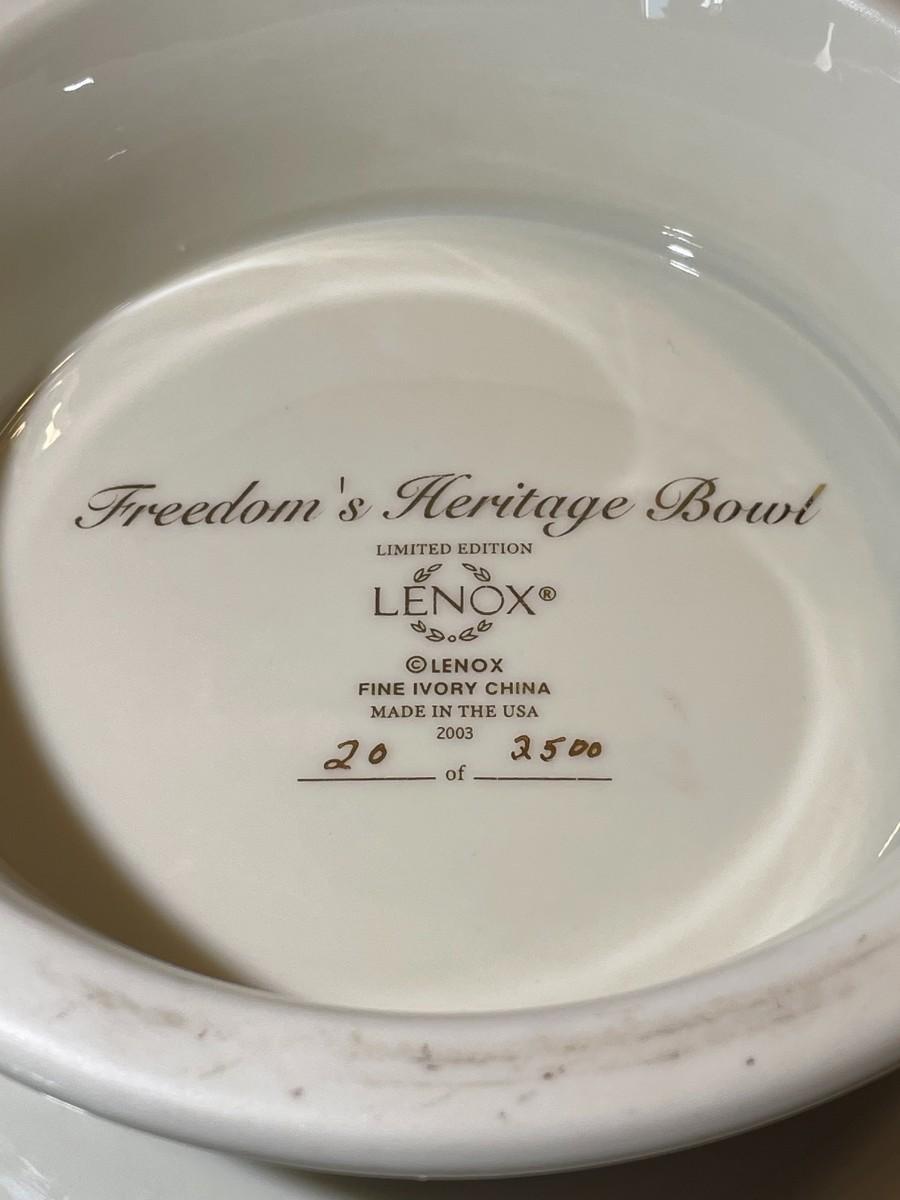 Freedom's Heritage Bowl
LIMITED EDITION
LENOX®
©LENOX
FINE IVORY CHINA
MADE IN THE USA
2003
20 of 2500